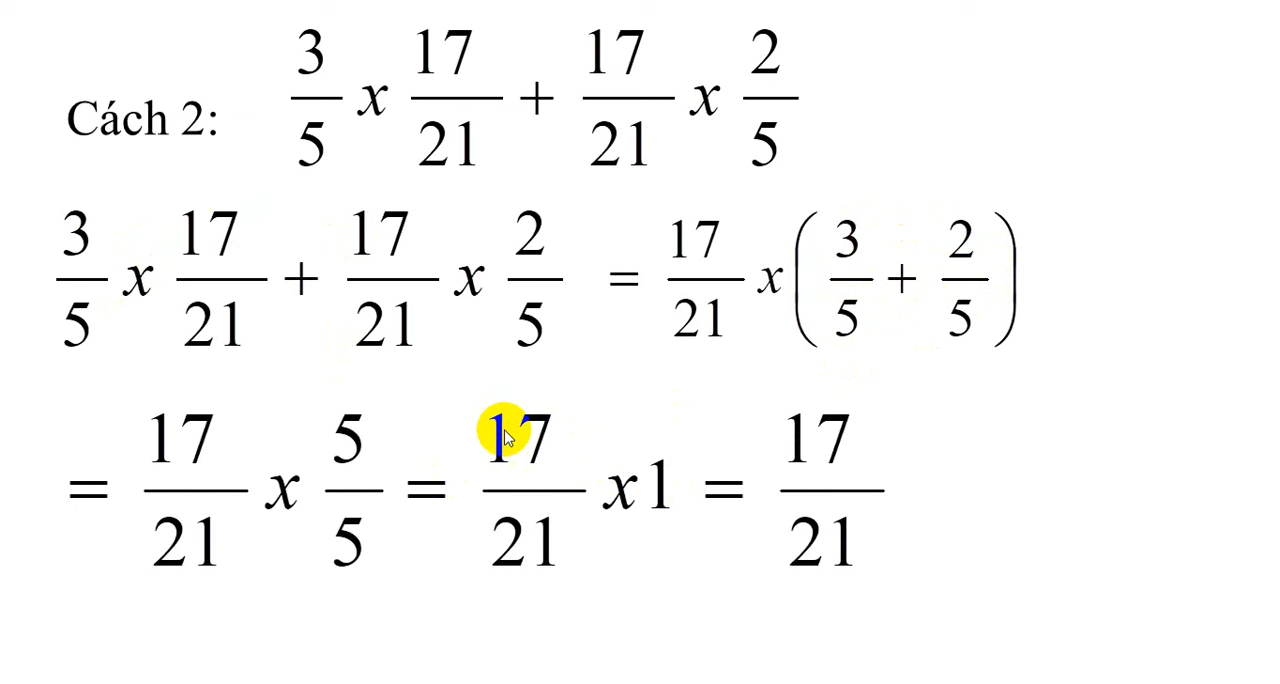 Cách 2: 3/5 x 17/21 + 17/21 x 2/5
3/5 x 17/21 + 17/21 x 2/5 = 17/21 x (3/5 + 2/5)
= 17/21 x 5/5 = 17/21 x 1 = 17/21